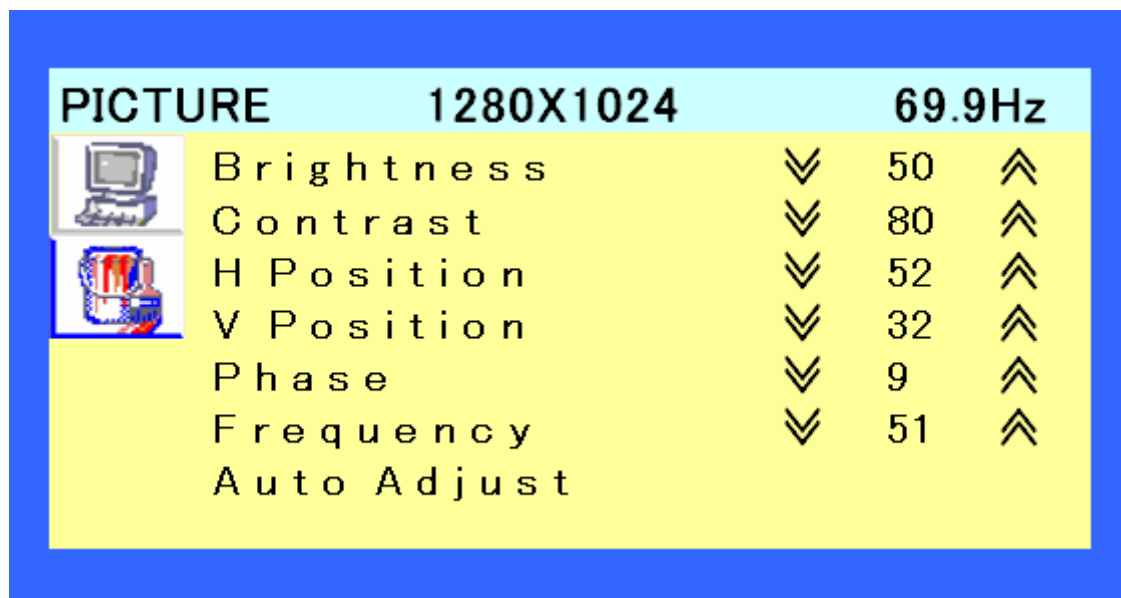 PICTURE 1280X1024 69.9Hz
Brightness 50
Contrast 80
H Position 52
V Position 32
Phase 9
Frequency 51
Auto Adjust